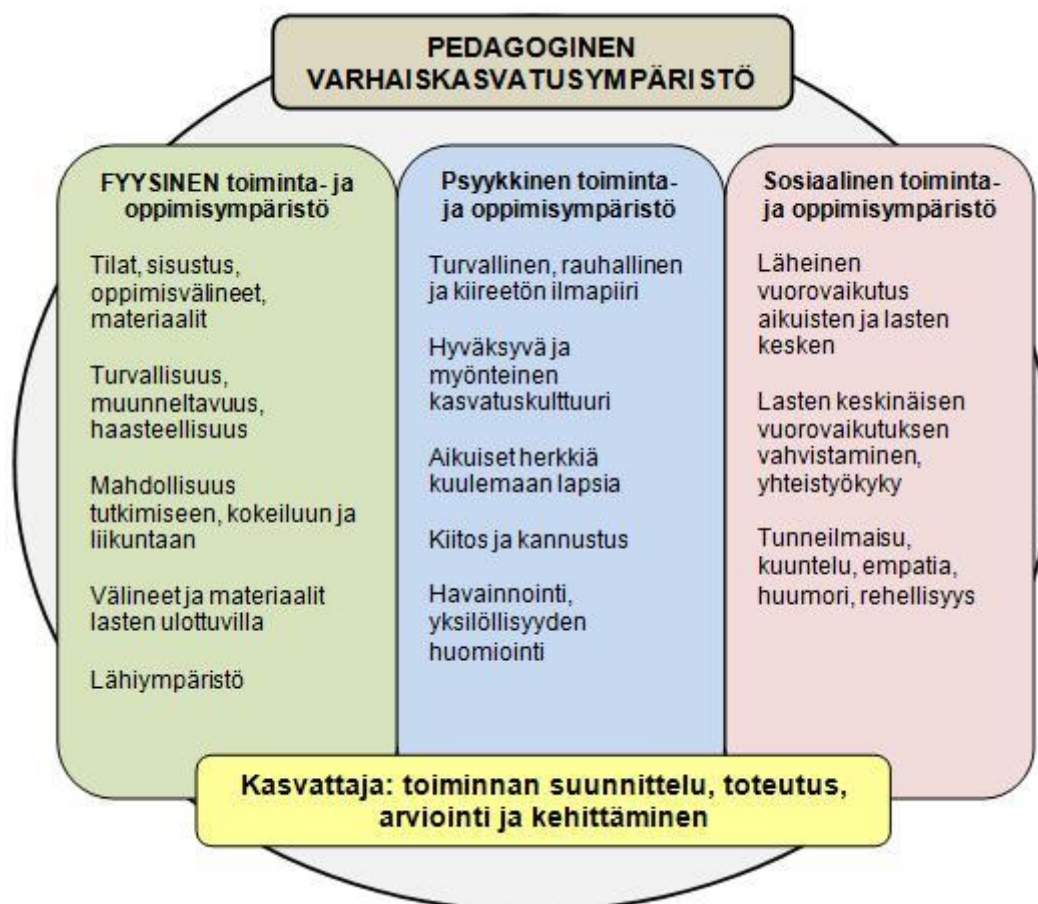 PEDAGOGINEN
VARHAISKASVATUSYMPÄRISTÖ
FYYSINEN toiminta- ja
oppimisympäristö
Tilat, sisustus,
oppimisvälineet,
materiaalit
Turvallisuus,
muunneltavuus,
haasteellisuus
Mahdollisuus
tutkimiseen, kokeiluun ja
liikuntaan
Välineet ja materiaalit
lasten ulottuvilla
Lähiympäristö
Psyykkinen toiminta-
ja oppimisympäristö
Turvallinen, rauhallinen
ja kiireetön ilmapiiri
Hyväksyvä ja
myönteinen
kasvatuskulttuuri
Aikuiset herkkiä
kuulemaan lapsia
Kiitos ja kannustus
Havainnointi,
yksilöllisyyden
huomiointi
Sosiaalinen toiminta-
ja oppimisympäristö
Läheinen
vuorovaikutus
aikuisten ja lasten
kesken
Lasten keskinäisen
vuorovaikutuksen
vahvistaminen,
yhteistyökyky
Tunneilmaisu,
kuuntelu, empatia,
huumori, rehellisyys
Kasvattaja: toiminnan suunnittelu, toteutus,
arviointi ja kehittäminen